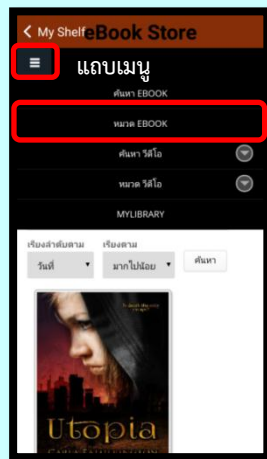 My Shelf eBook Store
แถบเมนู
ค้นหา EBOOK
หมวด EBOOK
ค้นหา วีดีโอ
หมวด วีดีโอ
MYLIBRARY
เรียงลำดับตาม เรียงตาม
วันที่ มากไปน้อย ค้นหา
Utopia